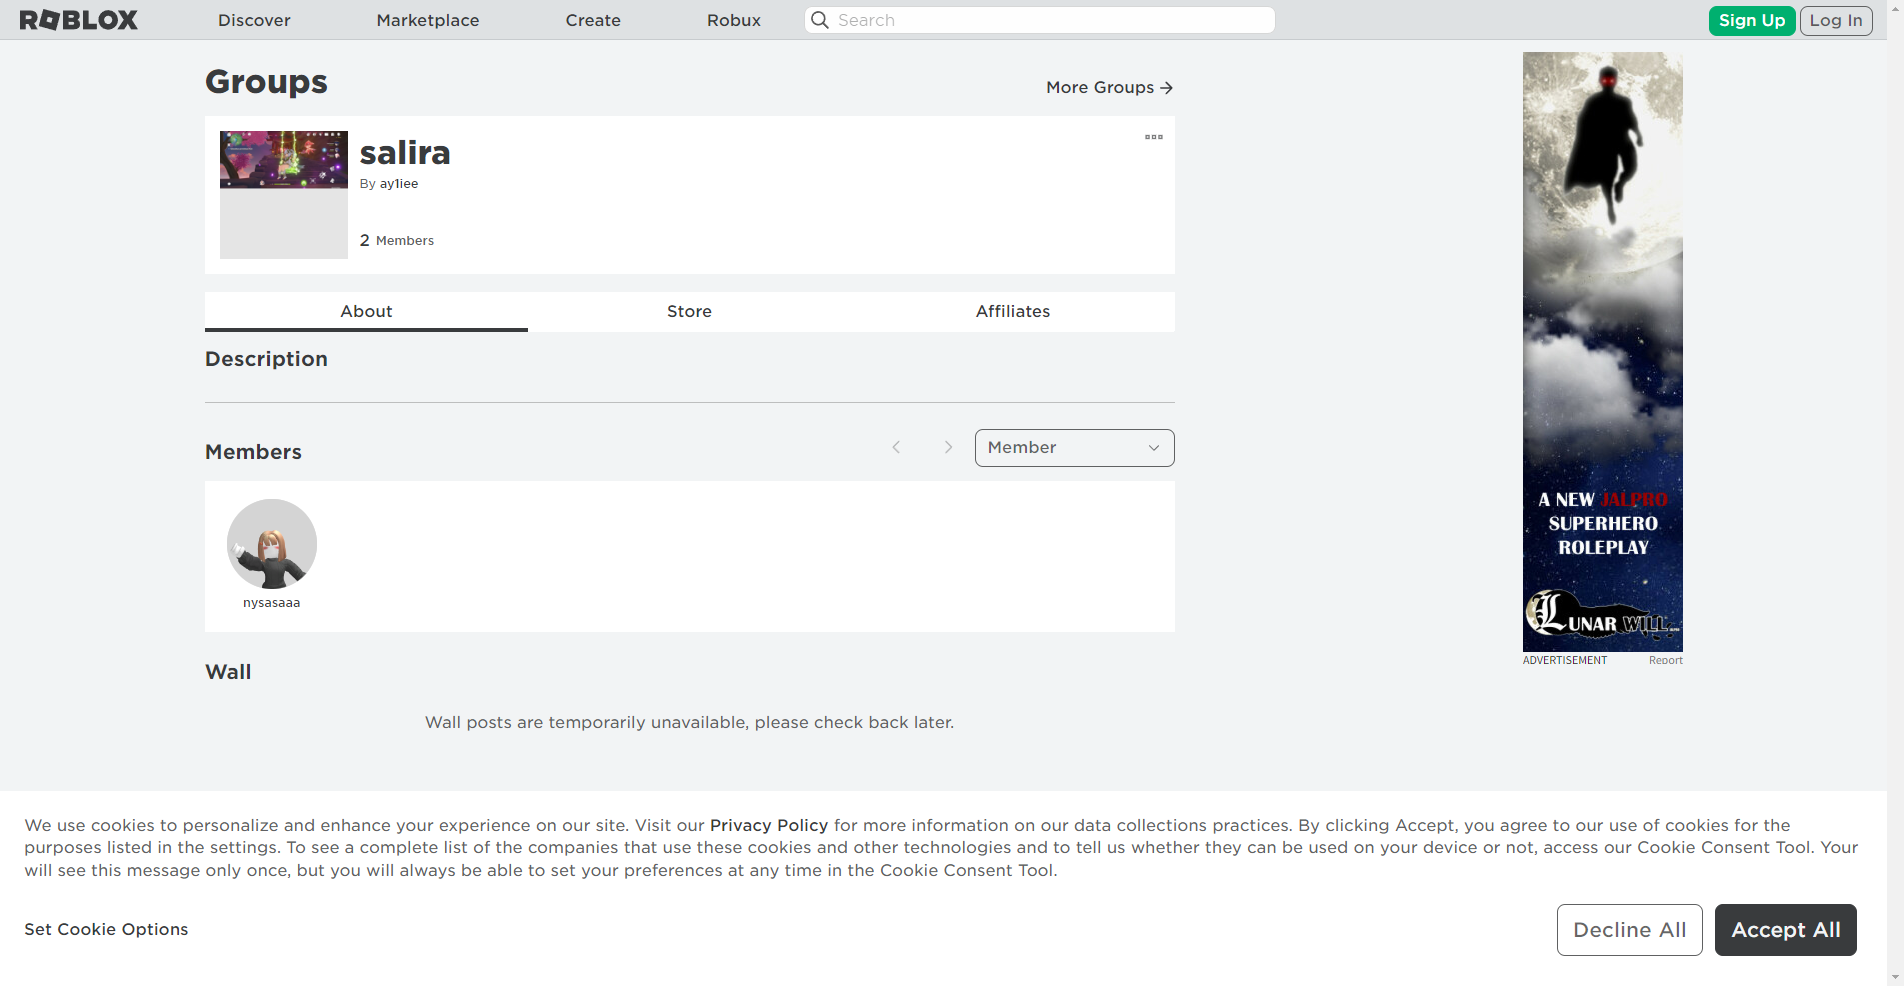 ROBLOX
Discover
Marketplace
Create
Robux
Search
Sign Up
Log In
Groups
More Groups
salira
By ay1iee
2 Members
About
Store
Affiliates
Description
Members
Member
nysasaaa
Wall
Wall posts are temporarily unavailable, please check back later.
A NEW JAILPRO
SUPERHERO
ROLEPLAY
LUNAR WILL
ADVERTISEMENT
Report
We use cookies to personalize and enhance your experience on our site. Visit our Privacy Policy for more information on our data collections practices. By clicking Accept, you agree to our use of cookies for the
purposes listed in the settings. To see a complete list of the companies that use these cookies and other technologies and to tell us whether they can be used on your device or not, access our Cookie Consent Tool. Your
will see this message only once, but you will always be able to set your preferences at any time in the Cookie Consent Tool.
Set Cookie Options
Decline All
Accept All